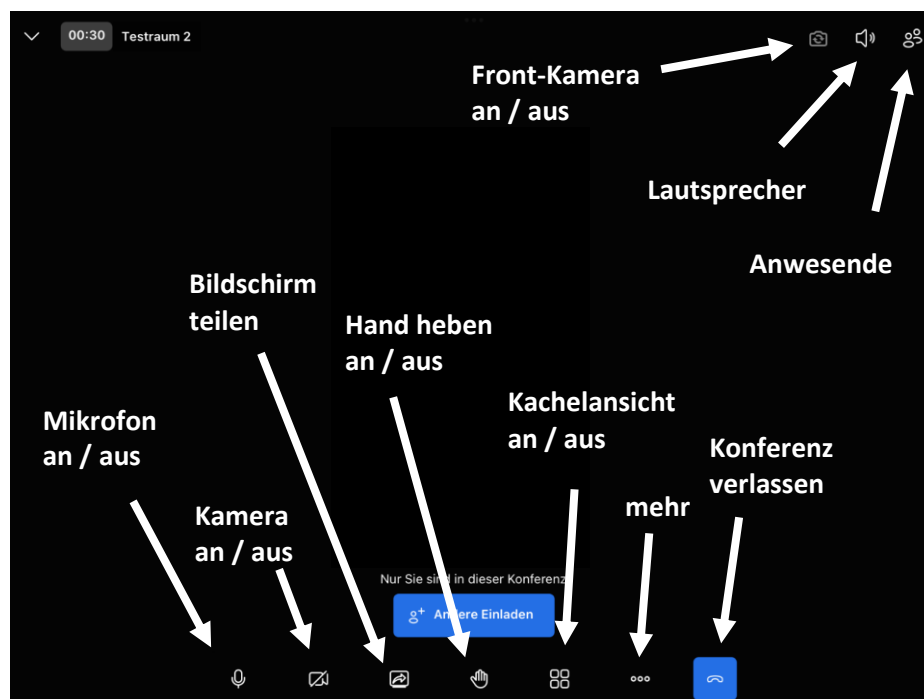 00:30 Testraum 2
Front-Kamera
an / aus
Lautsprecher
Anwesende
Bildschirm
teilen
Hand heben
an / aus
Kachelansicht
an / aus
Mikrofon
an / aus
Konferenz
verlassen
mehr
Kamera
an / aus
Nur Sie sind in dieser Konferenz
Andere Einladen